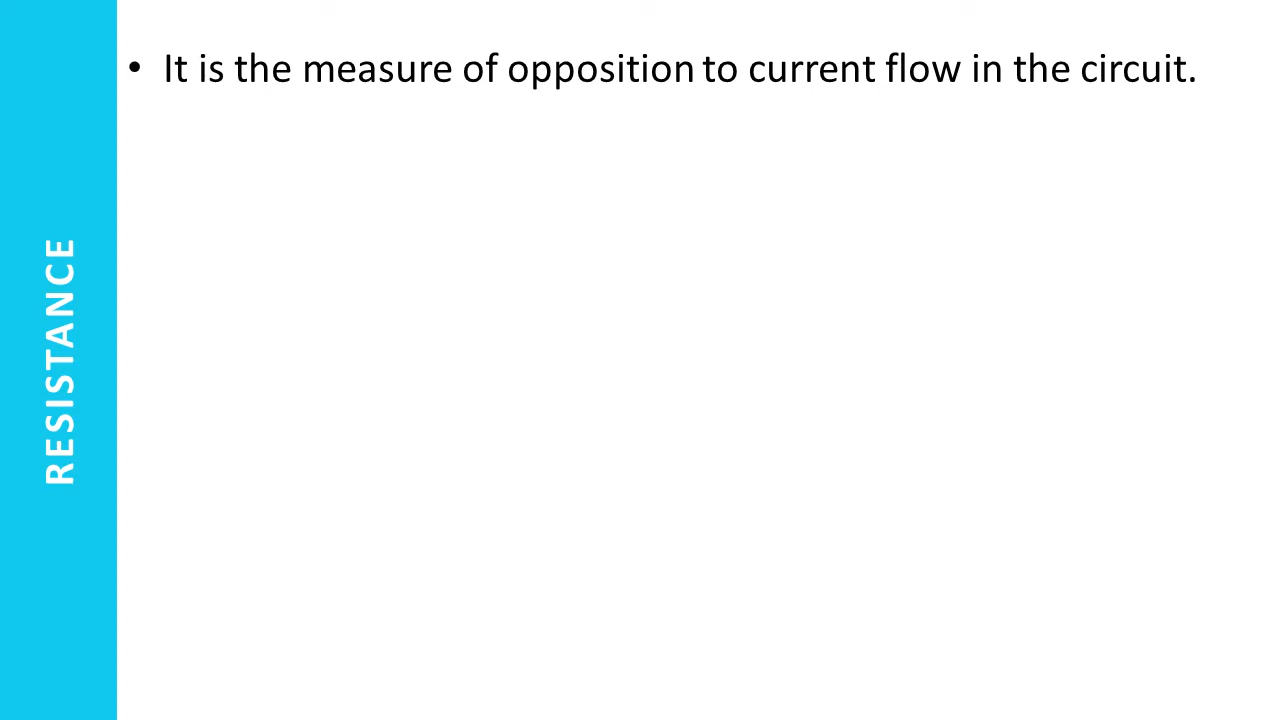 RESISTANCE
• It is the measure of opposition to current flow in the circuit.